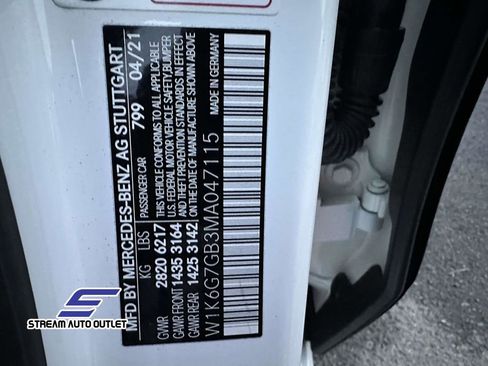 MFD BY MERCEDES-BENZ AG STUTTGART
PASSENGER CAR 799 04/21
KG LBS
GVWR 2820 6217
GAWR FRONT 1435 3164
GAWR REAR 1425 3142
THIS VEHICLE CONFORMS TO ALL APPLICABLE
U.S. FEDERAL MOTOR VEHICLE SAFETY, BUMPER
AND THEFT PREVENTION STANDARDS IN EFFECT
ON THE DATE OF MANUFACTURE SHOWN ABOVE
W1K6G7GB3MA047115
MADE IN GERMANY
STREAM AUTO OUTLET